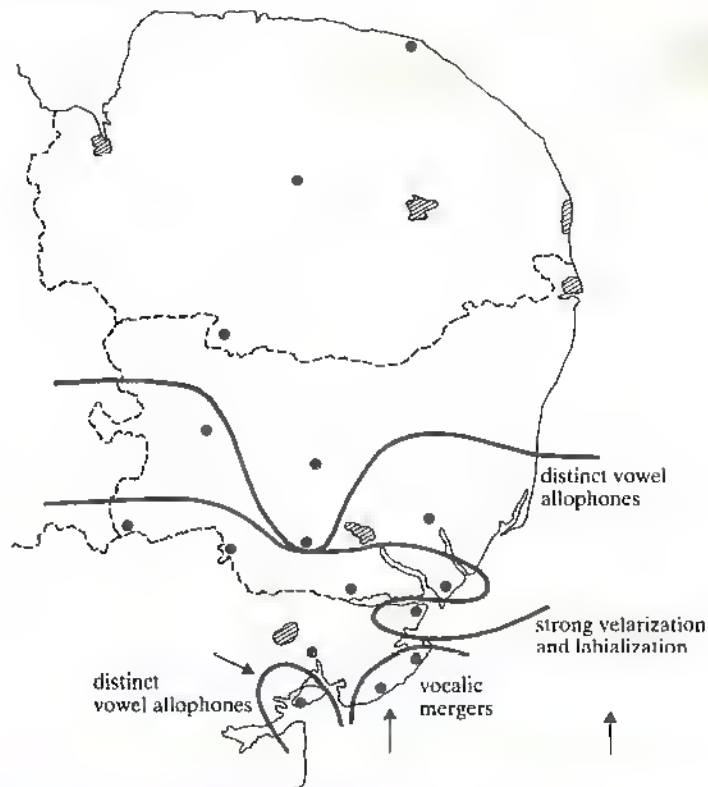 distinct vowel
allophones
strong velarization
and labialization
distinct
vowel allophones
vocalic
mergers